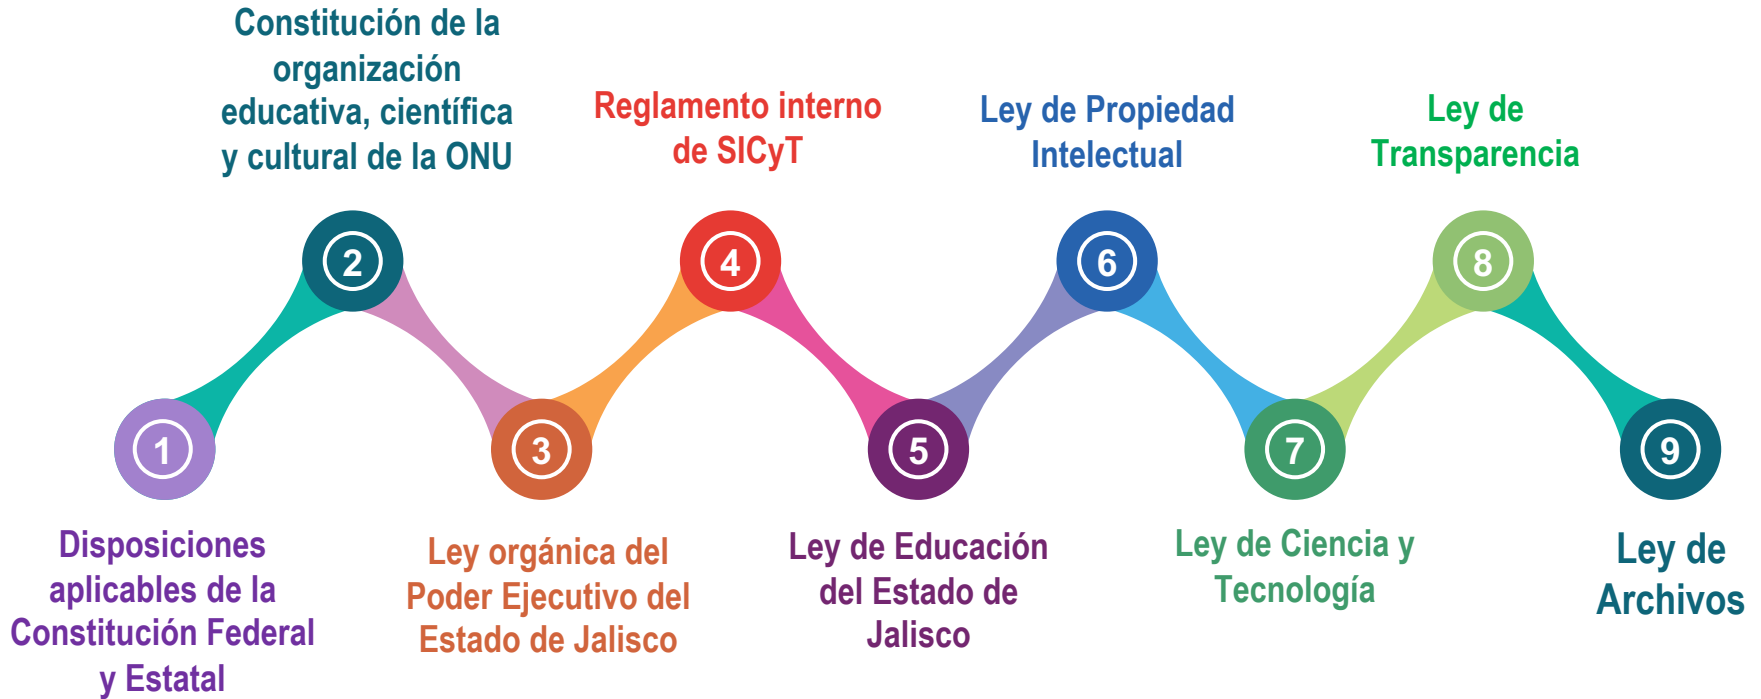 1
Disposiciones
aplicables de la
Constitución Federal
y Estatal
2
Constitución de la
organización
educativa, científica
y cultural de la ONU
3
Ley orgánica del
Poder Ejecutivo del
Estado de Jalisco
4
Reglamento interno
de SICyT
5
Ley de Educación
del Estado de
Jalisco
6
Ley de Propiedad
Intelectual
7
Ley de Ciencia y
Tecnología
8
Ley de
Transparencia
9
Ley de
Archivos